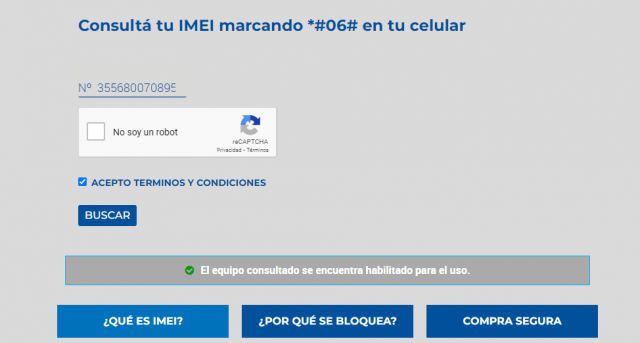 Consultá tu IMEI marcando *#06# en tu celular
Nº 355680070895
No soy un robot
reCAPTCHA
Privacidad - Términos
ACEPTO TERMINOS Y CONDICIONES
BUSCAR
El equipo consultado se encuentra habilitado para el uso.
¿QUÉ ES IMEI?
¿POR QUÉ SE BLOQUEA?
COMPRA SEGURA